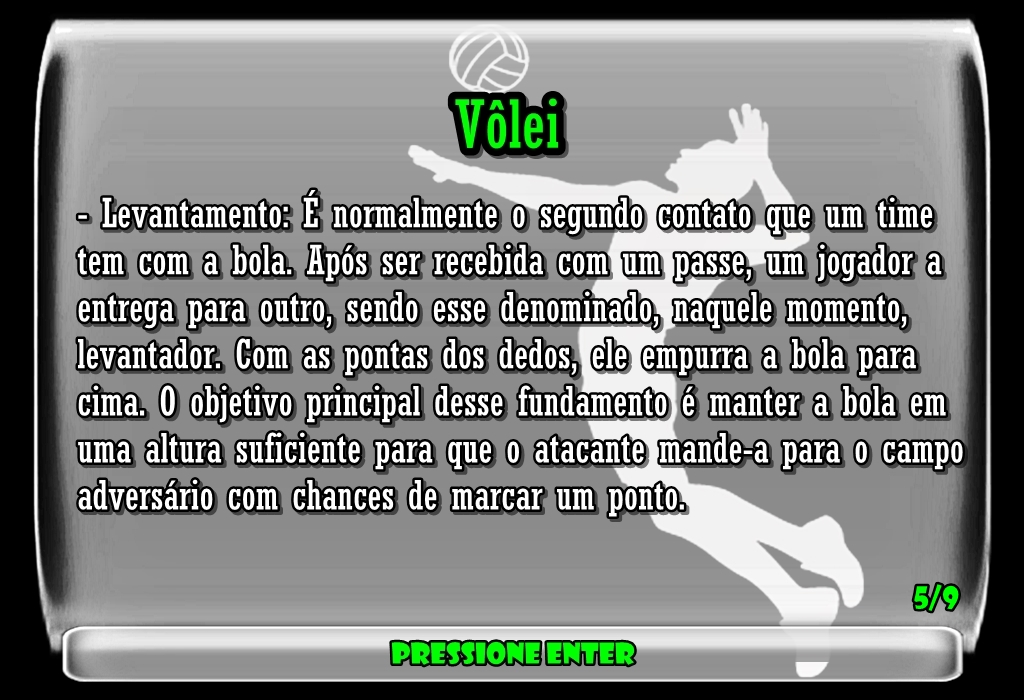 Vôlei
- Levantamento: É normalmente o segundo contato que um time
tem com a bola. Após ser recebida com um passe, um jogador a
entrega para outro, sendo esse denominado, naquele momento,
levantador. Com as pontas dos dedos, ele empurra a bola para
cima. O objetivo principal desse fundamento é manter a bola em
uma altura suficiente para que o atacante mande-a para o campo
adversário com chances de marcar um ponto.
5/9
PRESSIONE ENTER